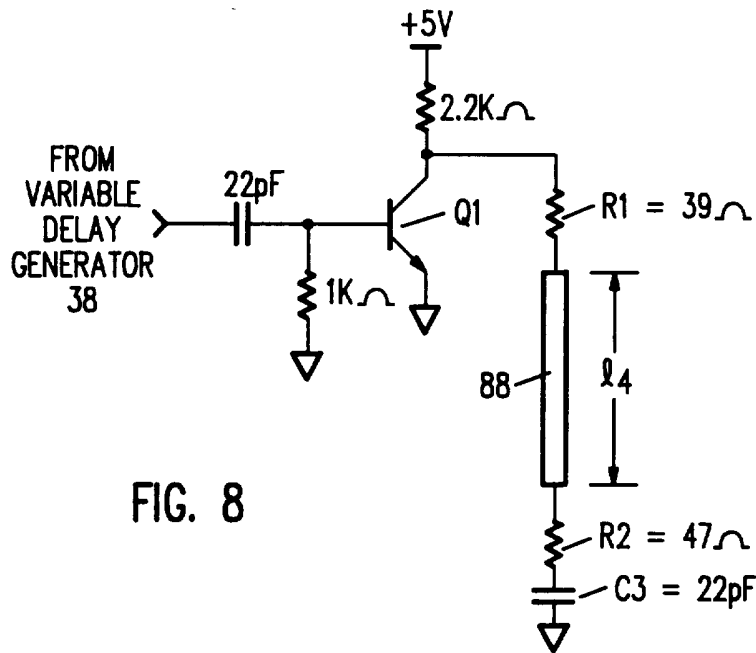 +5V
2.2KΩ
FROM
VARIABLE
DELAY
GENERATOR
38
22pF
Q1
R1 = 39Ω
1KΩ
88
ℓ4
FIG. 8
R2 = 47Ω
C3 = 22pF